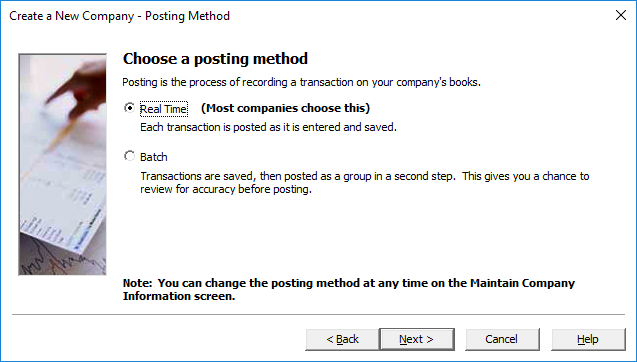 Create a New Company - Posting Method
Choose a posting method
Posting is the process of recording a transaction on your company's books.
Real Time (Most companies choose this)
Each transaction is posted as it is entered and saved.
Batch
Transactions are saved, then posted as a group in a second step. This gives you a chance to
review for accuracy before posting.
Note: You can change the posting method at any time on the Maintain Company
Information screen.
< Back Next > Cancel Help